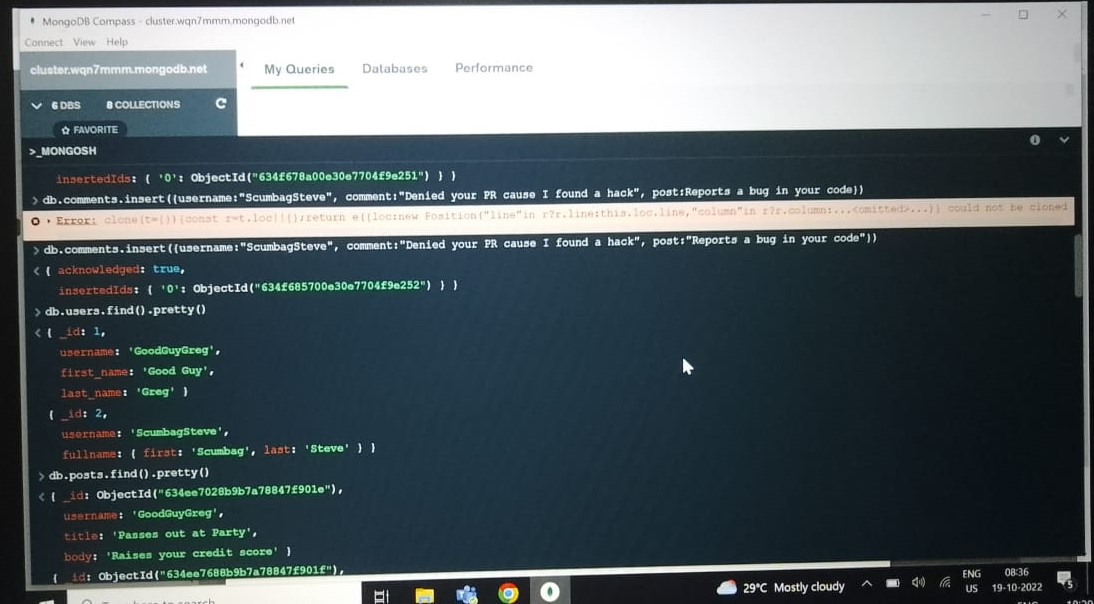 MongoDB Compass - cluster.wqn7mmm.mongodb.net
Connect View Help
cluster.wqn7mmm.mongodb.net
My Queries Databases Performance
6 DBS 8 COLLECTIONS
FAVORITE
>_MONGOSH
insertedIds: { '0': ObjectId("634f678a00e30e7704f9e251") } }
> db.comments.insert({username:"ScumbagSteve", comment:"Denied your PR cause I found a hack", post:Reports a bug in your code})
Error: clone(t={}){const r=t.loc||{};return e({loc:new Position("line"in r?r.line:this.loc.line,"column"in r?r.column:...<omitted>...)} could not be cloned
> db.comments.insert({username:"ScumbagSteve", comment:"Denied your PR cause I found a hack", post:"Reports a bug in your code"})
< { acknowledged: true,
insertedIds: { '0': ObjectId("634f685700e30e7704f9e252") } }
> db.users.find().pretty()
< { _id: 1,
username: 'GoodGuyGreg',
first_name: 'Good Guy',
last_name: 'Greg' }
{ _id: 2,
username: 'ScumbagSteve',
fullname: { first: 'Scumbag', last: 'Steve' } }
> db.posts.find().pretty()
< { _id: ObjectId("634ee7028b9b7a78847f901e"),
username: 'GoodGuyGreg',
title: 'Passes out at Party',
body: 'Raises your credit score' }
{ _id: ObjectId("634ee7688b9b7a78847f901f"),
29°C Mostly cloudy
ENG
US
08:36
19-10-2022
5